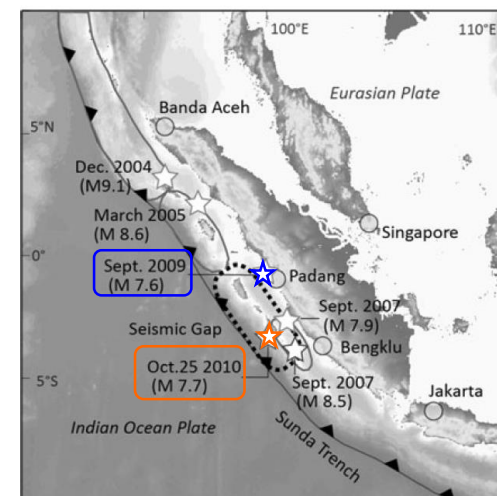 100°E
110°E
Eurasian Plate
Banda Aceh
5°N
Dec. 2004
(M9.1)
March 2005
(M 8.6)
Singapore
0°
Sept. 2009
(M 7.6)
Padang
Sept. 2007
(M 7.9)
Seismic Gap
Bengklu
Oct.25 2010
(M 7.7)
5°S
Sept. 2007
(M 8.5)
Jakarta
Indian Ocean Plate
Sunda Trench